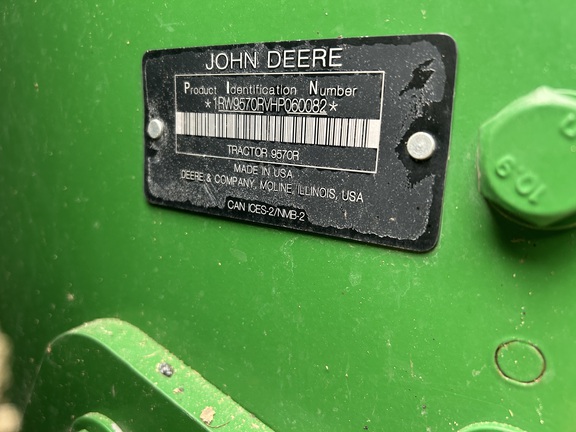 JOHN DEERE
Product Identification Number
*1RW9570RVHP060082*
TRACTOR 9570R
MADE IN USA
DEERE & COMPANY, MOLINE, ILLINOIS, USA
CAN ICES-2/NMB-2
10.9